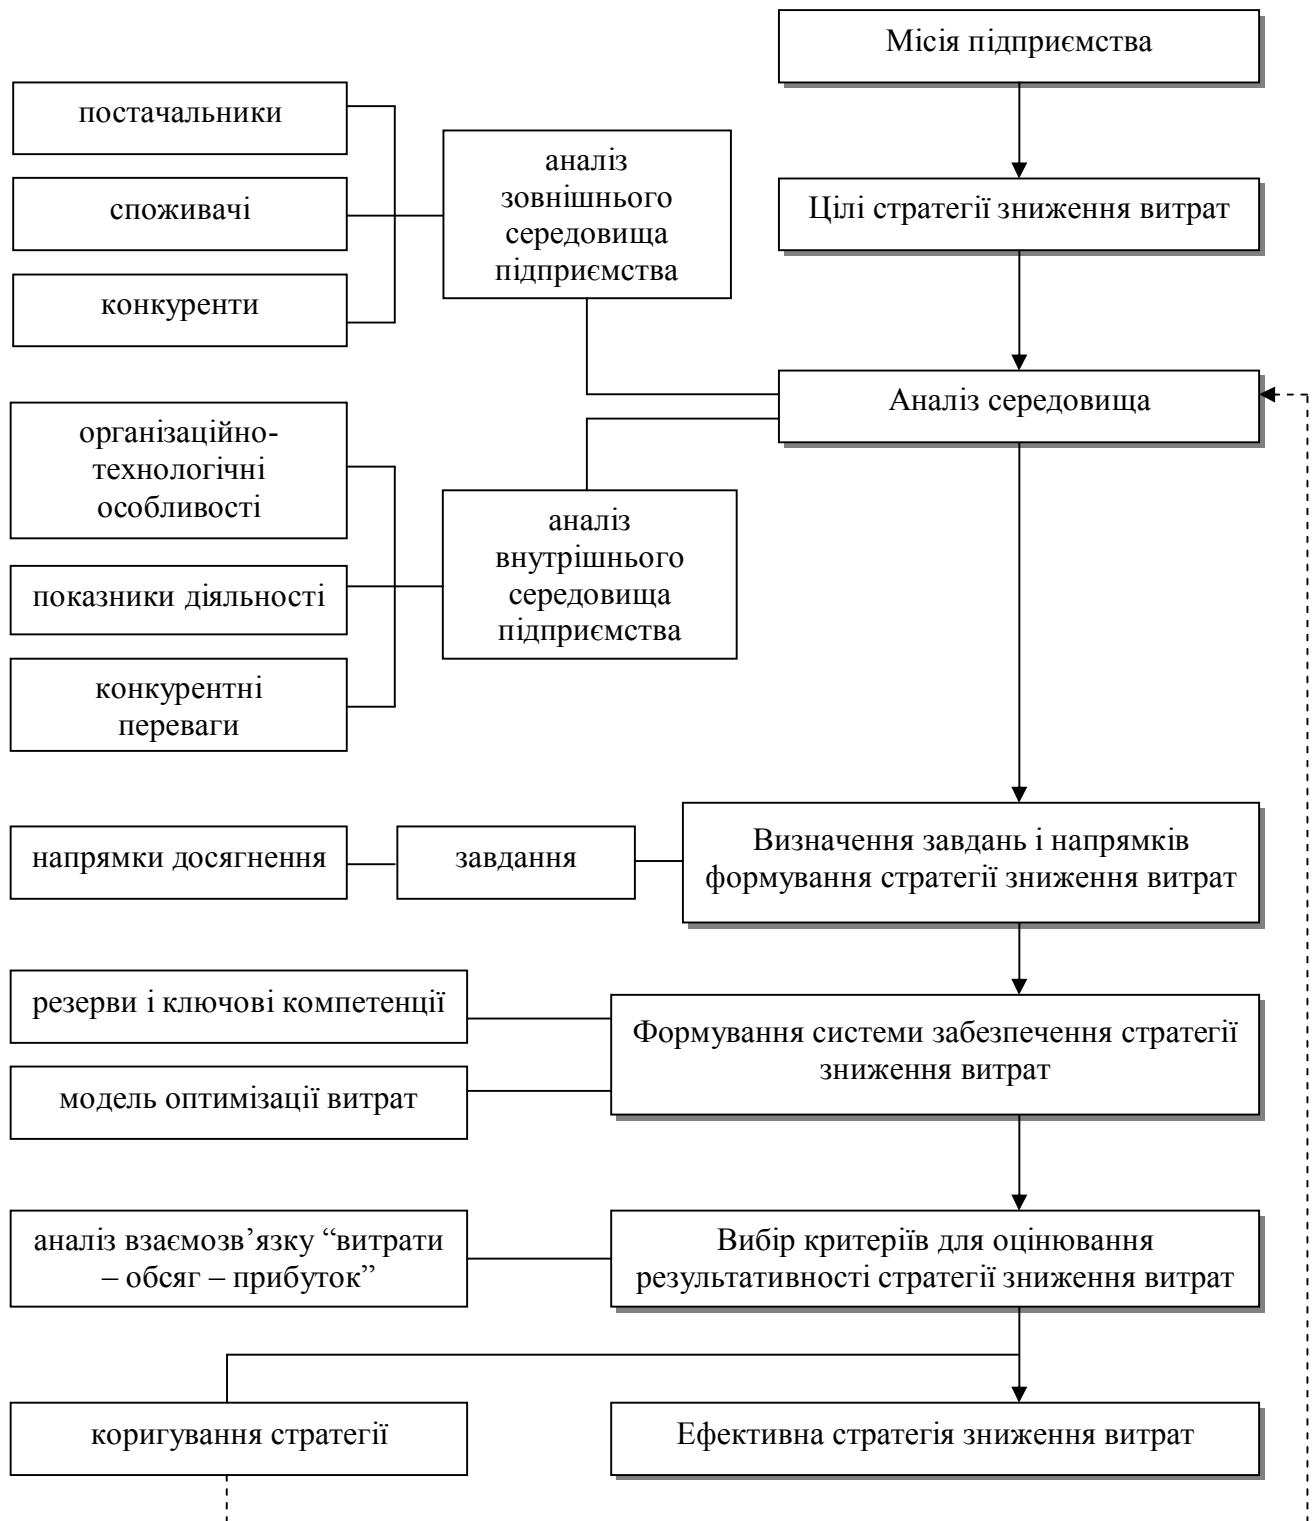 Місія підприємства
постачальники
споживачі
конкуренти
аналіз
зовнішнього
середовища
підприємства
Цілі стратегії зниження витрат
Аналіз середовища
організаційно-
технологічні
особливості
показники діяльності
конкурентні
переваги
аналіз
внутрішнього
середовища
підприємства
напрямки досягнення
завдання
Визначення завдань і напрямків
формування стратегії зниження витрат
резерви і ключові компетенції
модель оптимізації витрат
Формування системи забезпечення стратегії
зниження витрат
аналіз взаємозв’язку “витрати
– обсяг – прибуток”
Вибір критеріїв для оцінювання
результативності стратегії зниження витрат
коригування стратегії
Ефективна стратегія зниження витрат